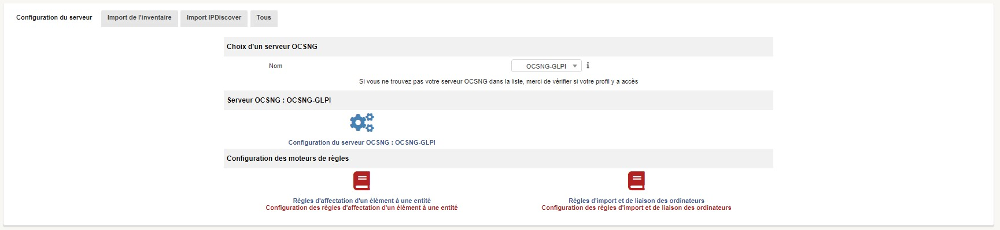 Configuration du serveur
Import de l'inventaire
Import IPDiscover
Tous
Choix d'un serveur OCSNG
Nom
OCSNG-GLPI
Si vous ne trouvez pas votre serveur OCSNG dans la liste, merci de vérifier si votre profil y a accès
Serveur OCSNG : OCSNG-GLPI
Configuration du serveur OCSNG : OCSNG-GLPI
Configuration des moteurs de règles
Règles d'affectation d'un élément à une entité
Configuration des règles d'affectation d'un élément à une entité
Règles d'import et de liaison des ordinateurs
Configuration des règles d'import et de liaison des ordinateurs